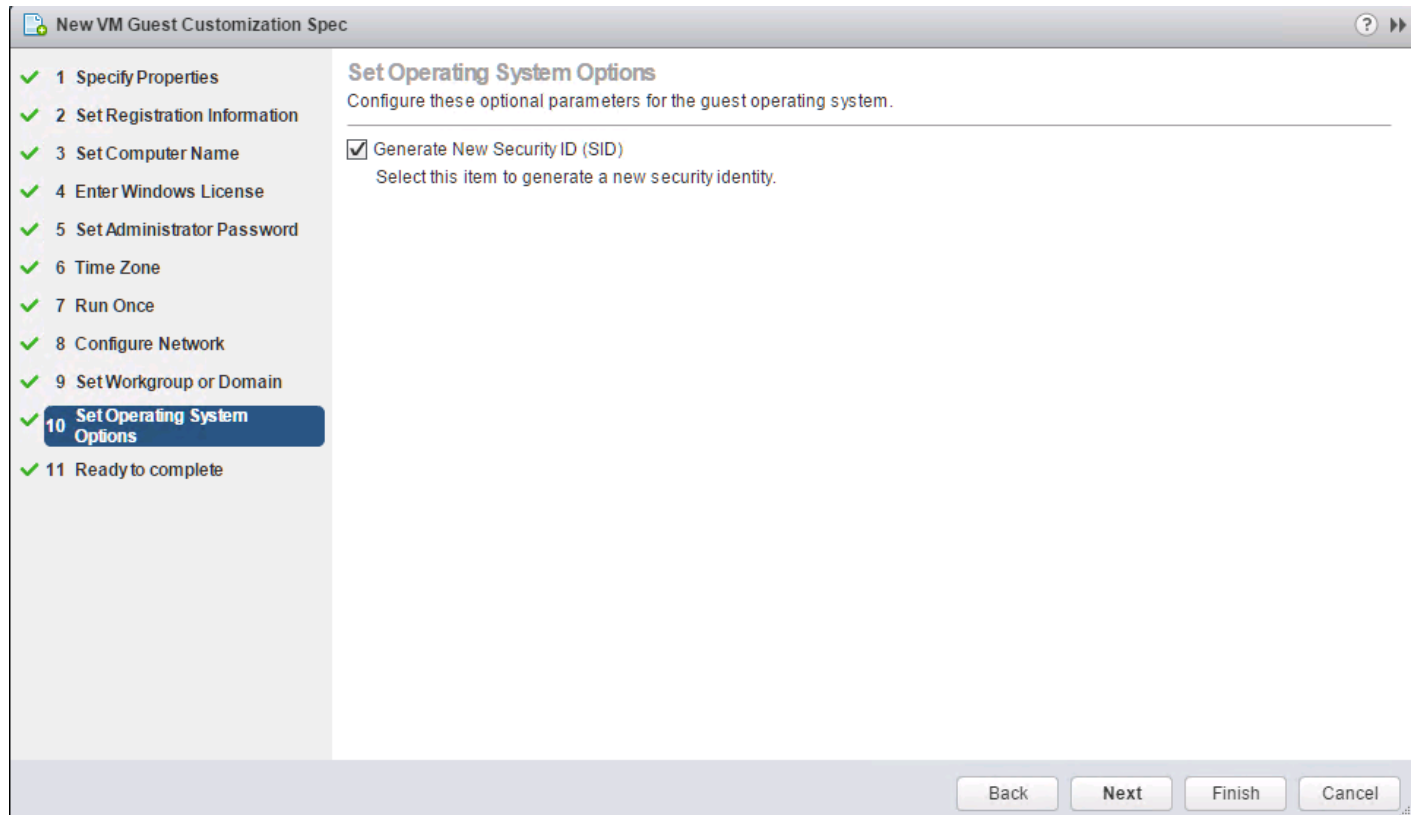 New VM Guest Customization Spec
?
1 Specify Properties
2 Set Registration Information
3 Set Computer Name
4 Enter Windows License
5 Set Administrator Password
6 Time Zone
7 Run Once
8 Configure Network
9 Set Workgroup or Domain
10 Set Operating System
Options
11 Ready to complete
Set Operating System Options
Configure these optional parameters for the guest operating system.
Generate New Security ID (SID)
Select this item to generate a new security identity.
Back
Next
Finish
Cancel